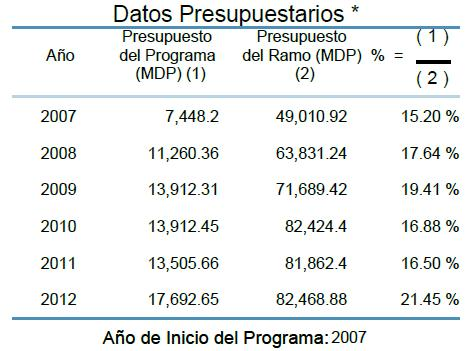 Datos Presupuestarios *
Año Presupuesto del Programa (MDP) (1) Presupuesto del Ramo (MDP) (2) % = ( 1 ) ( 2 )
2007 7,448.2 49,010.92 15.20 %
2008 11,260.36 63,831.24 17.64 %
2009 13,912.31 71,689.42 19.41 %
2010 13,912.45 82,424.4 16.88 %
2011 13,505.66 81,862.4 16.50 %
2012 17,692.65 82,468.88 21.45 %
Año de Inicio del Programa: 2007